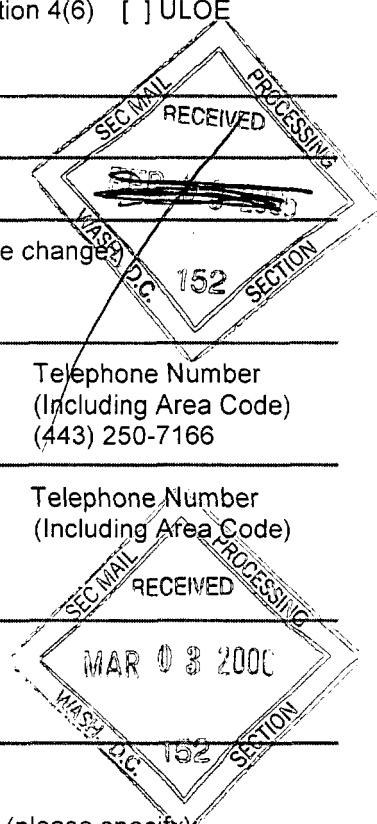 tion 4(6) [ ] ULOE
SEC MAIL PROCESSING
RECEIVED
e change)
WASH, D.C. 152 SECTION
Telephone Number
(Including Area Code)
(443) 250-7166
Telephone Number
(Including Area Code)
SEC MAIL PROCESSING
RECEIVED
MAR 03 200
WASH, D.C. 152 SECTION
(please specify)